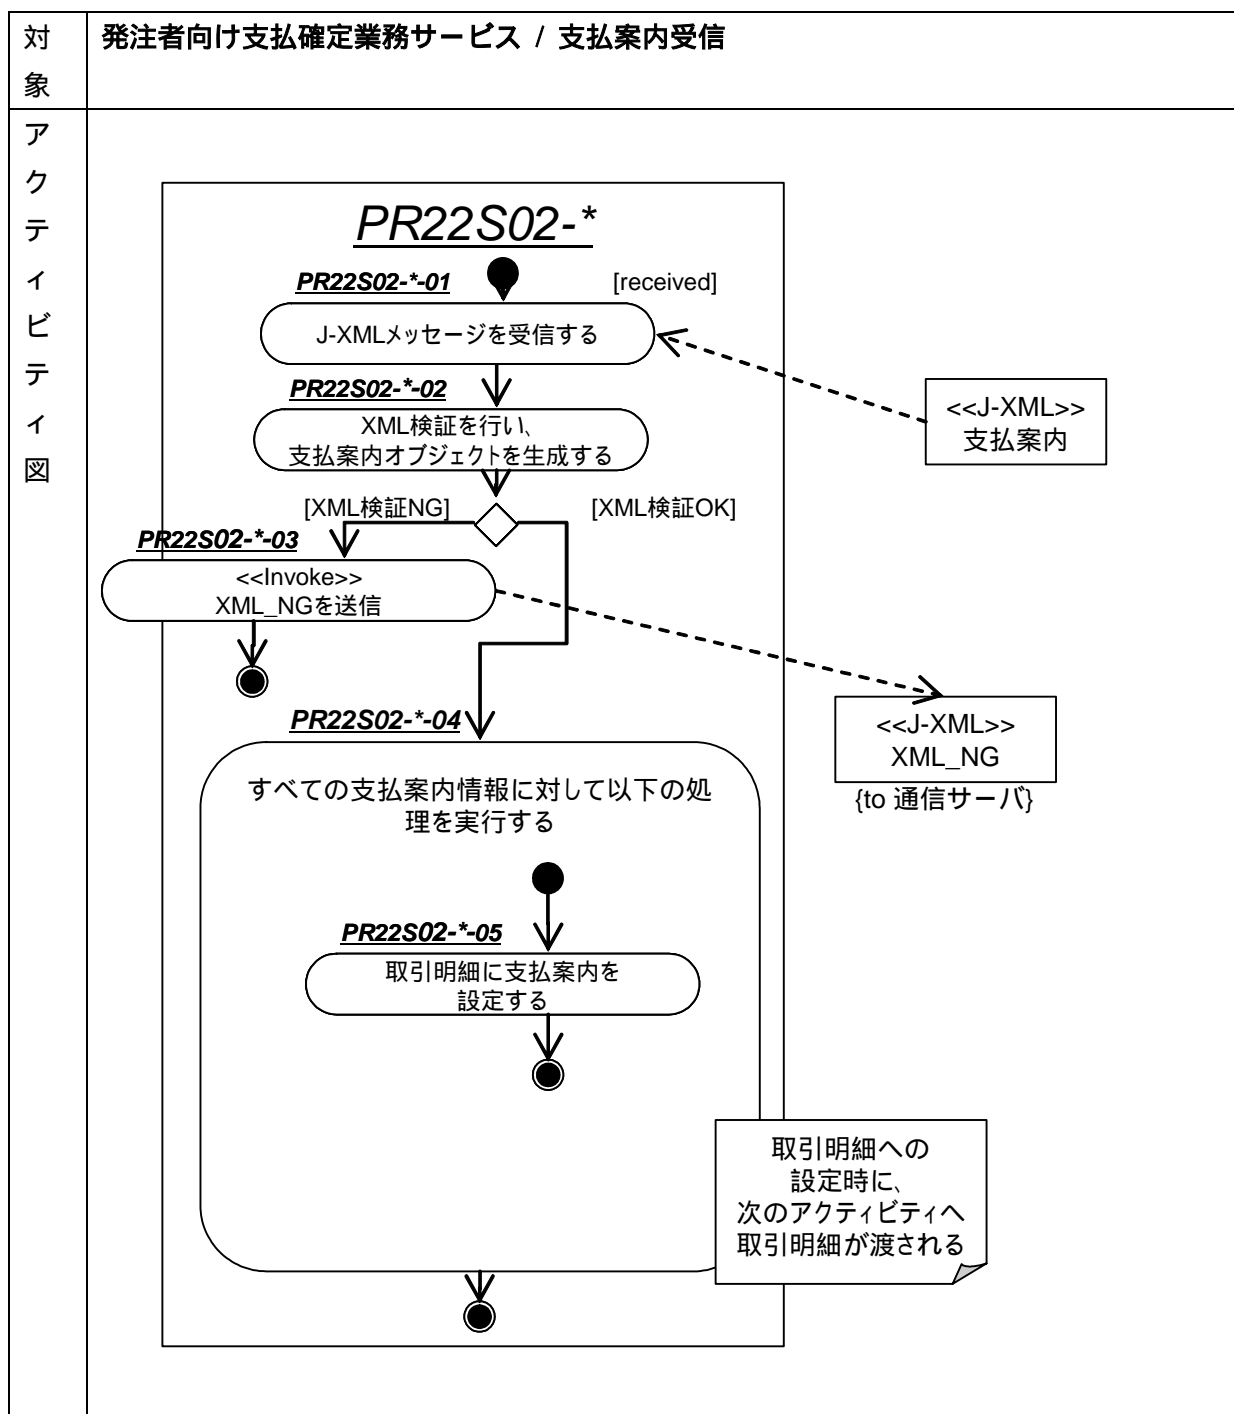 対
象
発注者向け支払確定業務サービス / 支払案内受信
ア
ク
テ
ィ
ビ
テ
ィ
図
PR22S02-*
PR22S02-*-01
[received]
J-XMLメッセージを受信する
PR22S02-*-02
XML検証を行い、
支払案内オブジェクトを生成する
<<J-XML>>
支払案内
[XML検証NG]
[XML検証OK]
PR22S02-*-03
<<Invoke>>
XML_NGを送信
<<J-XML>>
XML_NG
{to 通信サーバ}
PR22S02-*-04
すべての支払案内情報に対して以下の処
理を実行する
PR22S02-*-05
取引明細に支払案内を
設定する
取引明細への
設定時に、
次のアクティビティへ
取引明細が渡される